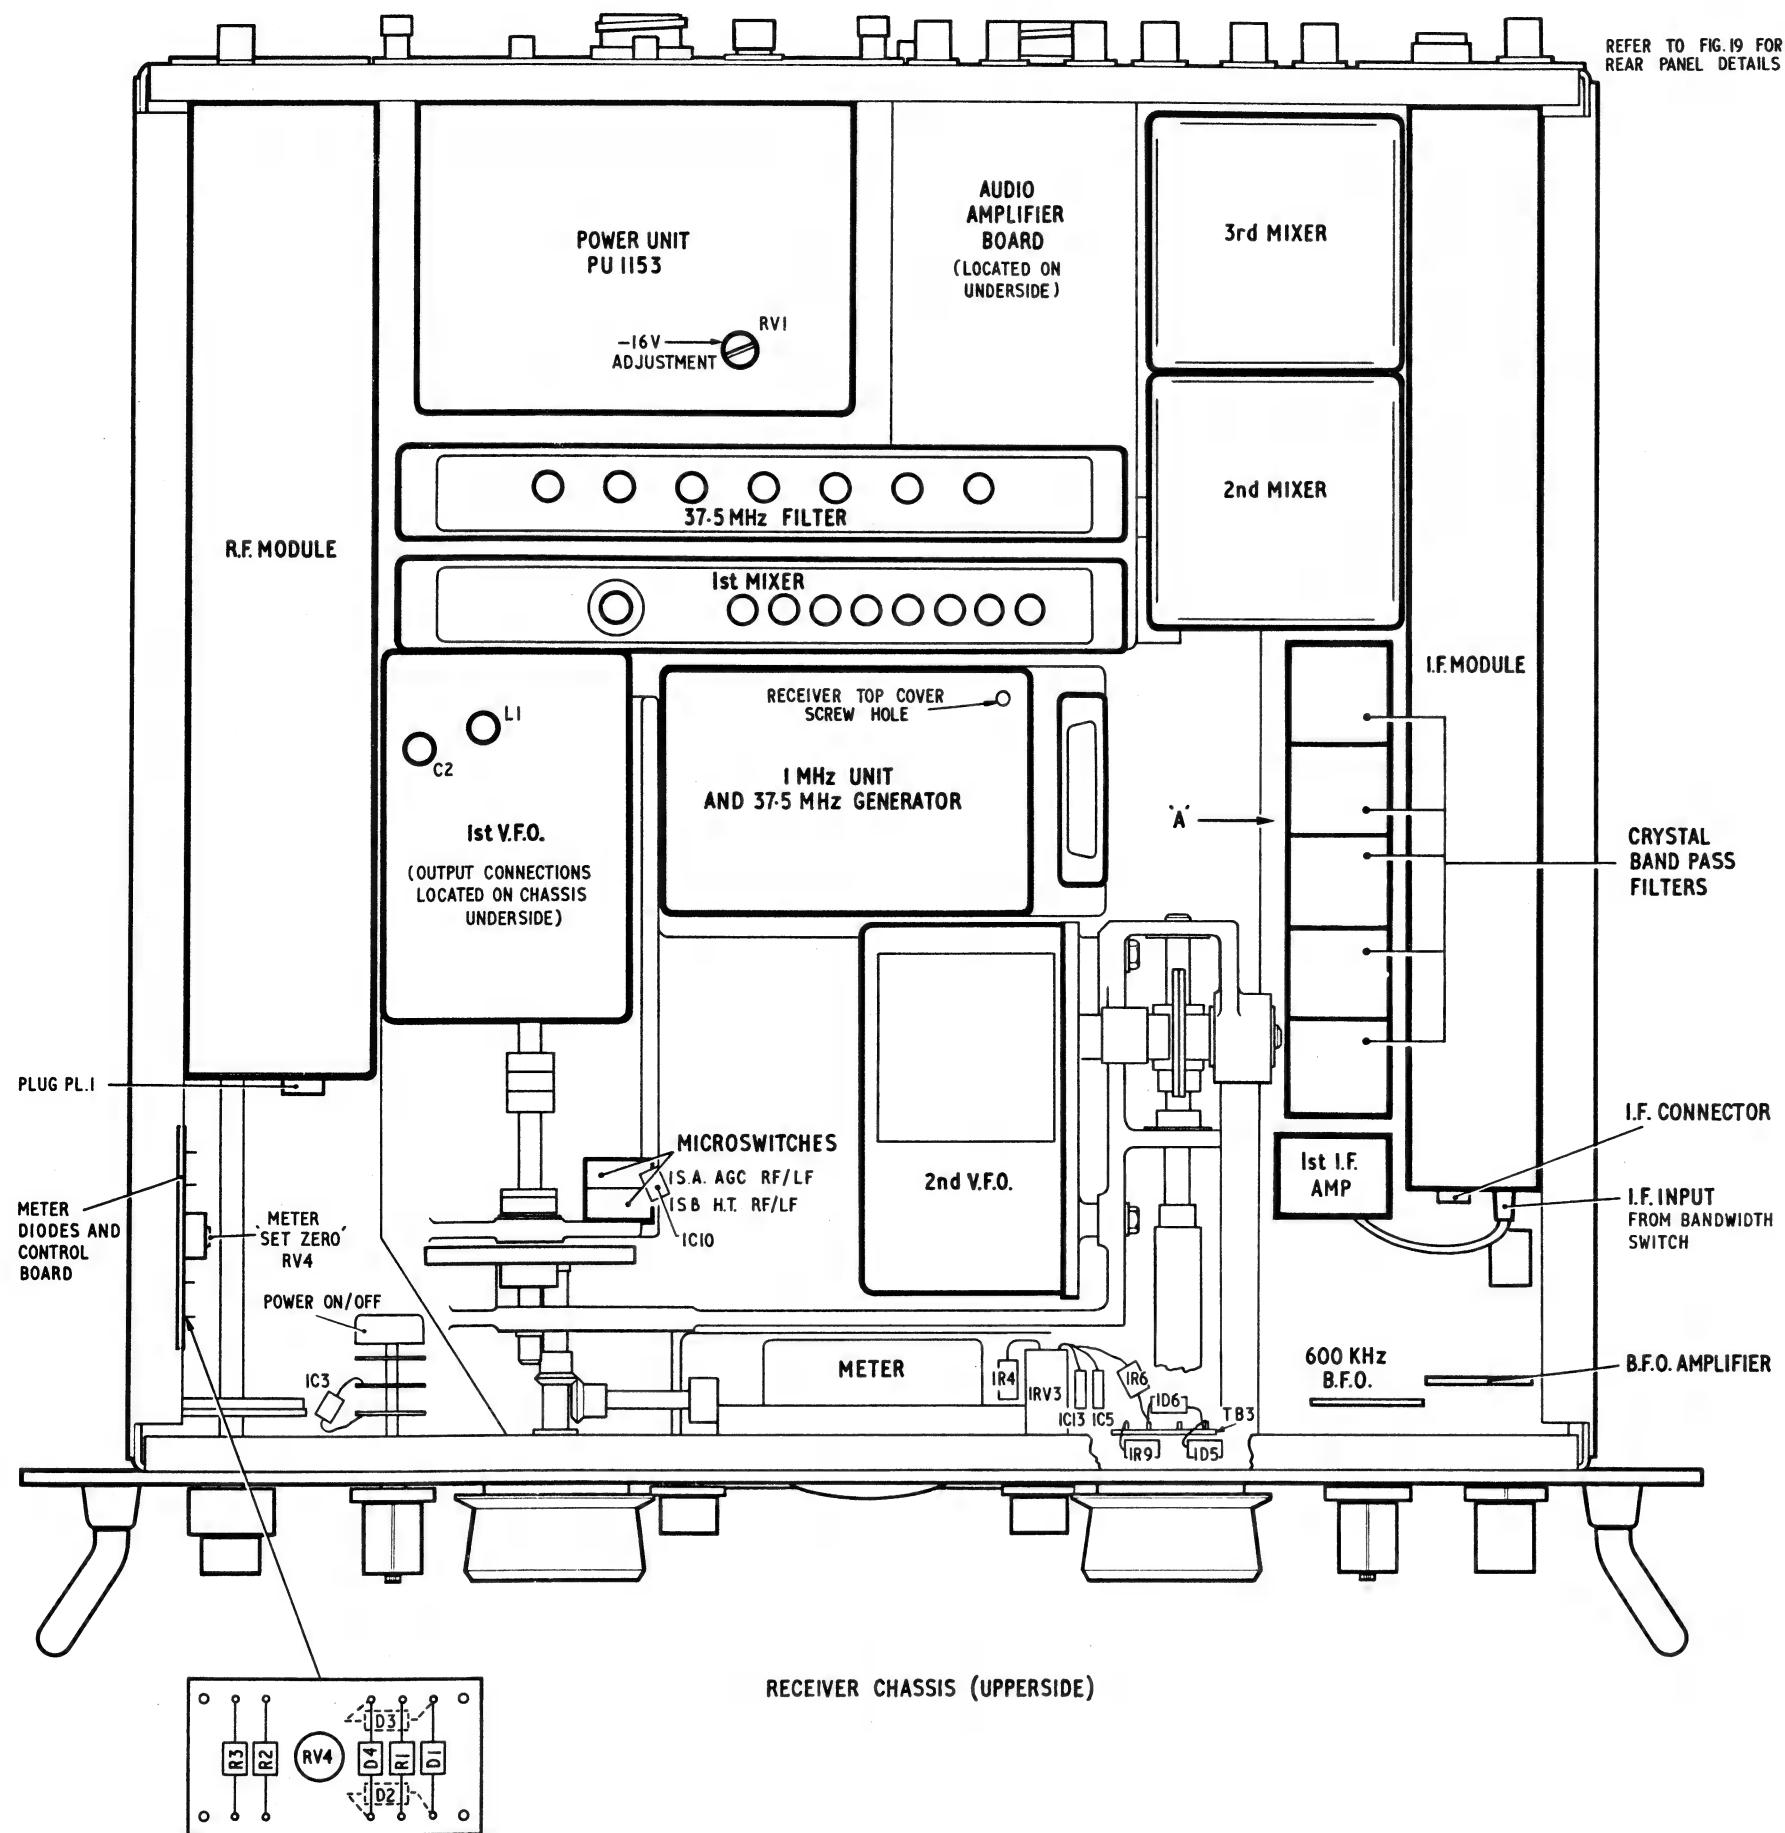 REFER TO FIG. 19 FOR
REAR PANEL DETAILS
AUDIO
AMPLIFIER
BOARD
(LOCATED ON
UNDERSIDE)
3rd MIXER
POWER UNIT
PU 1153
RV1
-16V
ADJUSTMENT
2nd MIXER
37·5 MHz FILTER
R.F. MODULE
1st MIXER
I.F. MODULE
RECEIVER TOP COVER
SCREW HOLE
L1
C2
1 MHz UNIT
AND 37·5 MHz GENERATOR
'A'
1st V.F.O.
(OUTPUT CONNECTIONS
LOCATED ON CHASSIS
UNDERSIDE)
CRYSTAL
BAND PASS
FILTERS
PLUG PL.1
I.F. CONNECTOR
MICROSWITCHES
1S.A. AGC RF/LF
1SB H.T. RF/LF
1C10
2nd V.F.O.
1st I.F.
AMP
I.F. INPUT
FROM BANDWIDTH
SWITCH
METER
DIODES AND
CONTROL
BOARD
METER
'SET ZERO'
RV4
POWER ON/OFF
1C3
METER
1R4
1RV3
1C13
1C5
1R6
1D6
TB3
1R9
1D5
600 KHz
B.F.O.
B.F.O. AMPLIFIER
RECEIVER CHASSIS (UPPERSIDE)
D3
R3
R2
RV4
D4
R1
D1
D2